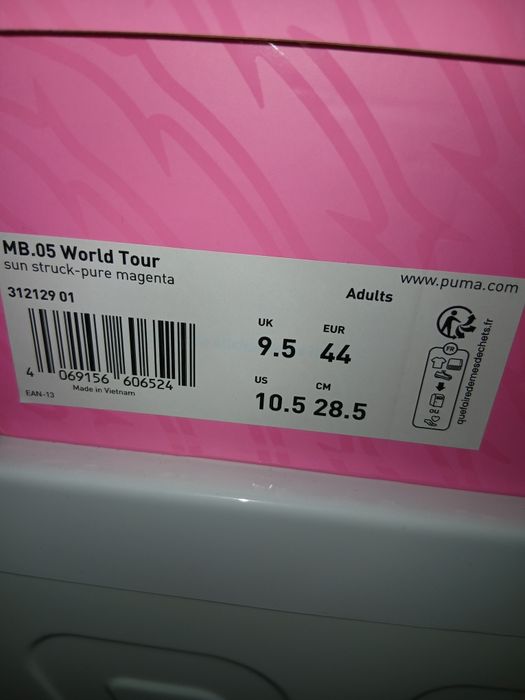 MB.05 World Tour
sun struck-pure magenta
312129 01
4 069156 606524
EAN-13
Made in Vietnam
www.puma.com
Adults
UK
EUR
9.5
44
US
CM
10.5
28.5
FR
quefairedemesdechets.fr